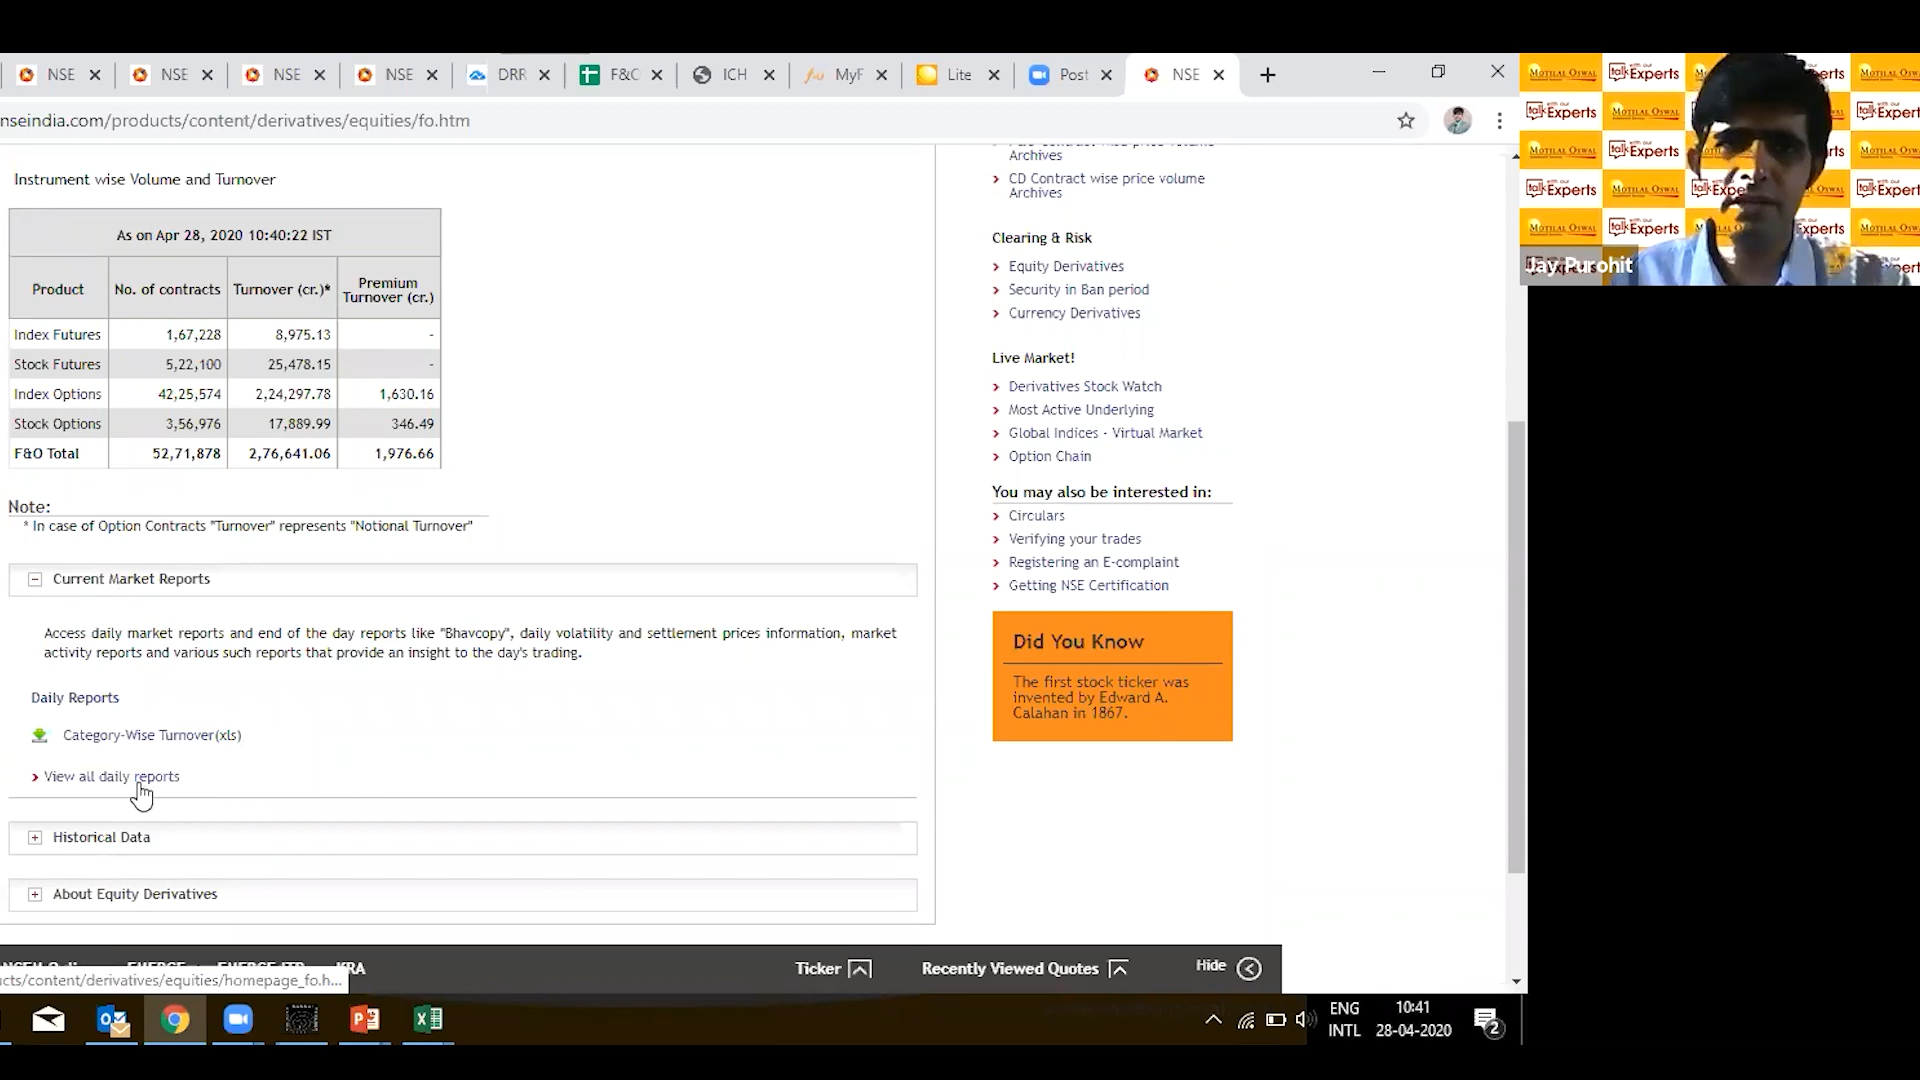 NSE
NSE
NSE
NSE
DRR
F&C
ICH
MyF
Lite
Post
NSE
nseindia.com/products/content/derivatives/equities/fo.htm
Instrument wise Volume and Turnover
As on Apr 28, 2020 10:40:22 IST
Product No. of contracts Turnover (cr.)* Premium Turnover (cr.)
Index Futures 1,67,228 8,975.13 -
Stock Futures 5,22,100 25,478.15 -
Index Options 42,25,574 2,24,297.78 1,630.16
Stock Options 3,56,976 17,889.99 346.49
F&O Total 52,71,878 2,76,641.06 1,976.66
Note:
* In case of Option Contracts "Turnover" represents "Notional Turnover"
Current Market Reports
Access daily market reports and end of the day reports like "Bhavcopy", daily volatility and settlement prices information, market
activity reports and various such reports that provide an insight to the day's trading.
Daily Reports
Category-Wise Turnover(xls)
View all daily reports
Historical Data
About Equity Derivatives
Archives
CD Contract wise price volume
Archives
Clearing & Risk
Equity Derivatives
Security in Ban period
Currency Derivatives
Live Market!
Derivatives Stock Watch
Most Active Underlying
Global Indices - Virtual Market
Option Chain
You may also be interested in:
Circulars
Verifying your trades
Registering an E-complaint
Getting NSE Certification
Did You Know
The first stock ticker was
invented by Edward A.
Calahan in 1867.
KRA
Ticker
Recently Viewed Quotes
Hide
cts/content/derivatives/equities/homepage_fo.h...
ENG
INTL
10:41
28-04-2020
2
MOTILAL OSWAL
talk with our Experts
Jay Purohit